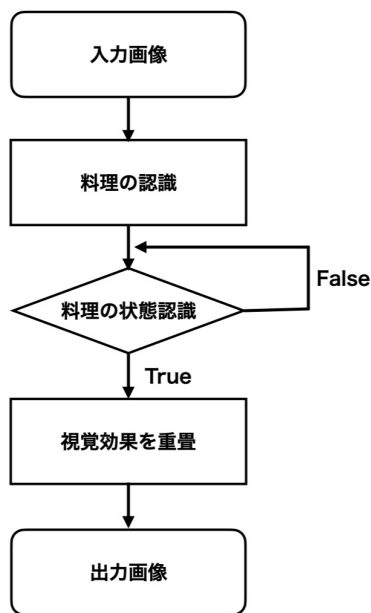 入力画像
料理の認識
False
料理の状態認識
True
視覚効果を重畳
出力画像